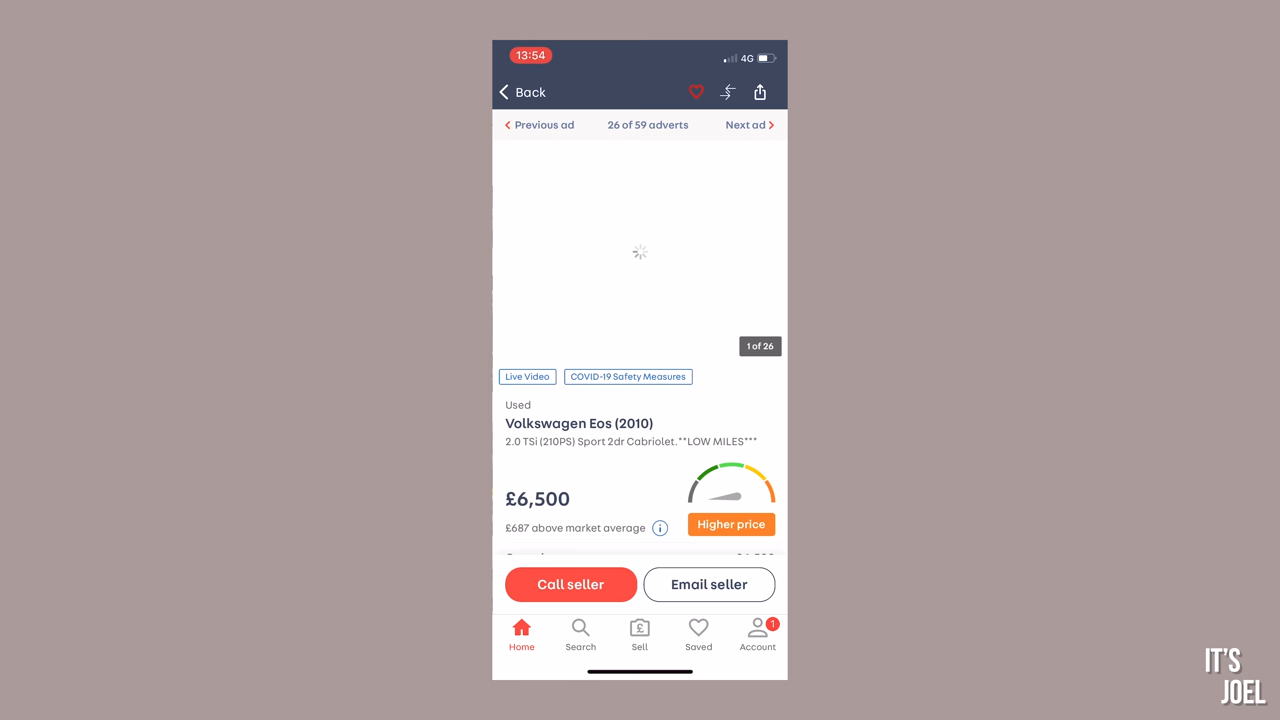 13:54
4G
Back
Previous ad
26 of 59 adverts
Next ad
1 of 26
Live Video
COVID-19 Safety Measures
Used
Volkswagen Eos (2010)
2.0 TSi (210PS) Sport 2dr Cabriolet.**LOW MILES***
£6,500
£687 above market average
i
Higher price
Call seller
Email seller
1
£
Home
Search
Sell
Saved
Account
IT'S
JOEL